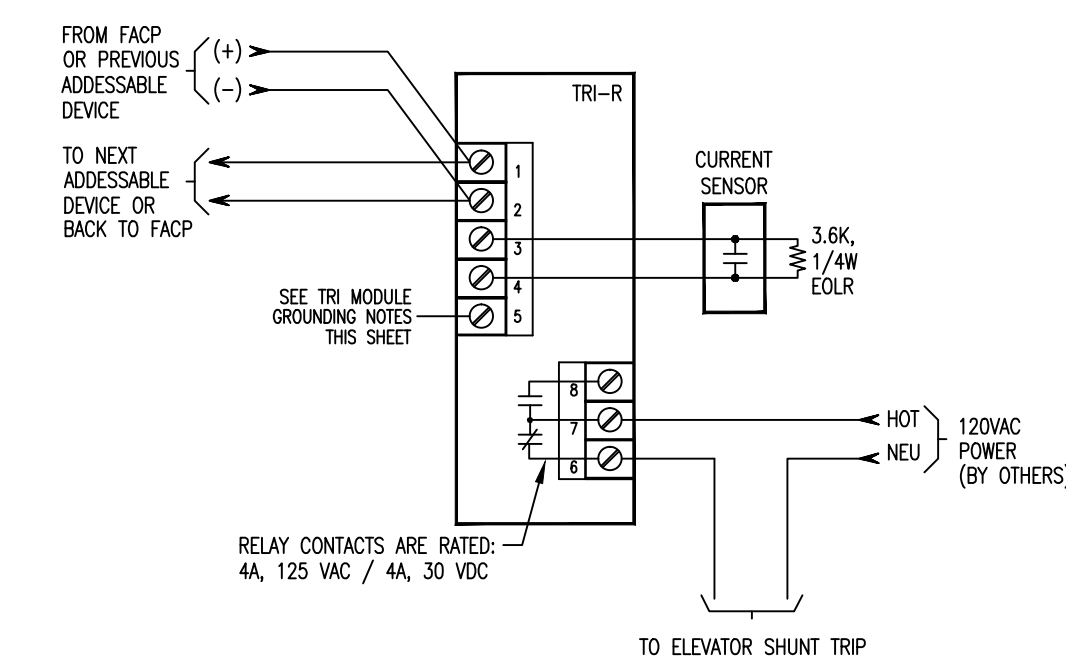 FROM FACP
OR PREVIOUS
ADDESSABLE
DEVICE
(+)
(-)
TO NEXT
ADDESSABLE
DEVICE OR
BACK TO FACP
TRI-R
1
2
3
4
5
SEE TRI MODULE
GROUNDING NOTES
THIS SHEET
CURRENT
SENSOR
3.6K,
1/4W
EOLR
8
7
6
HOT
NEU
120VAC
POWER
(BY OTHERS)
RELAY CONTACTS ARE RATED:
4A, 125 VAC / 4A, 30 VDC
TO ELEVATOR SHUNT TRIP